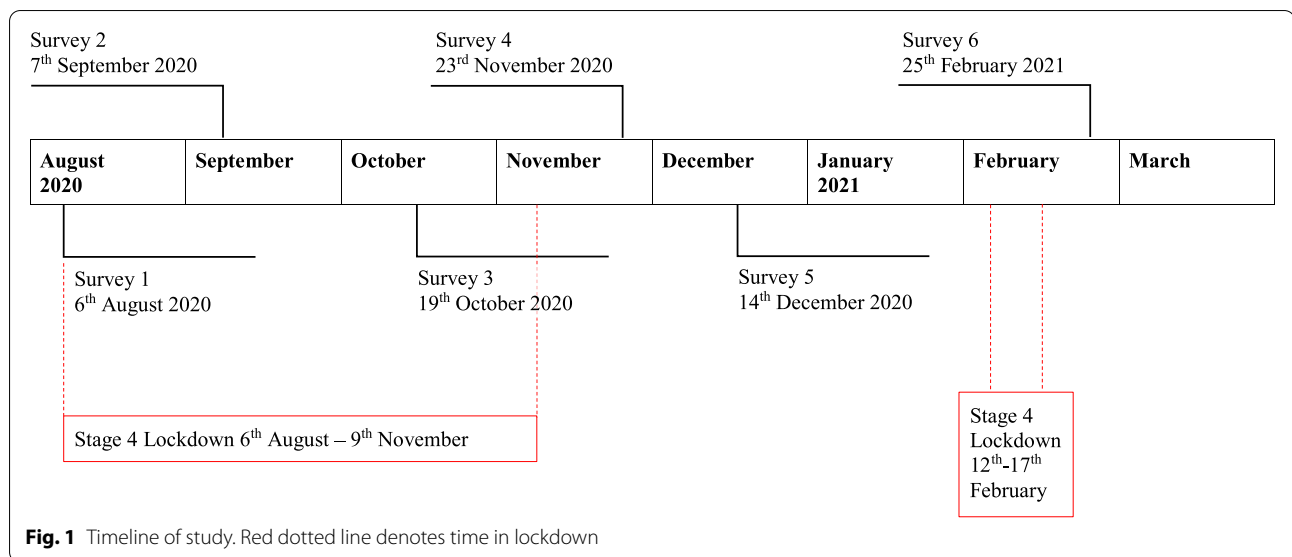 Survey 2
7th September 2020
Survey 4
23rd November 2020
Survey 6
25th February 2021
August
2020
September
October
November
December
January
2021
February
March
Survey 1
6th August 2020
Survey 3
19th October 2020
Survey 5
14th December 2020
Stage 4 Lockdown 6th August – 9th November
Stage 4
Lockdown
12th-17th
February
Fig. 1 Timeline of study. Red dotted line denotes time in lockdown